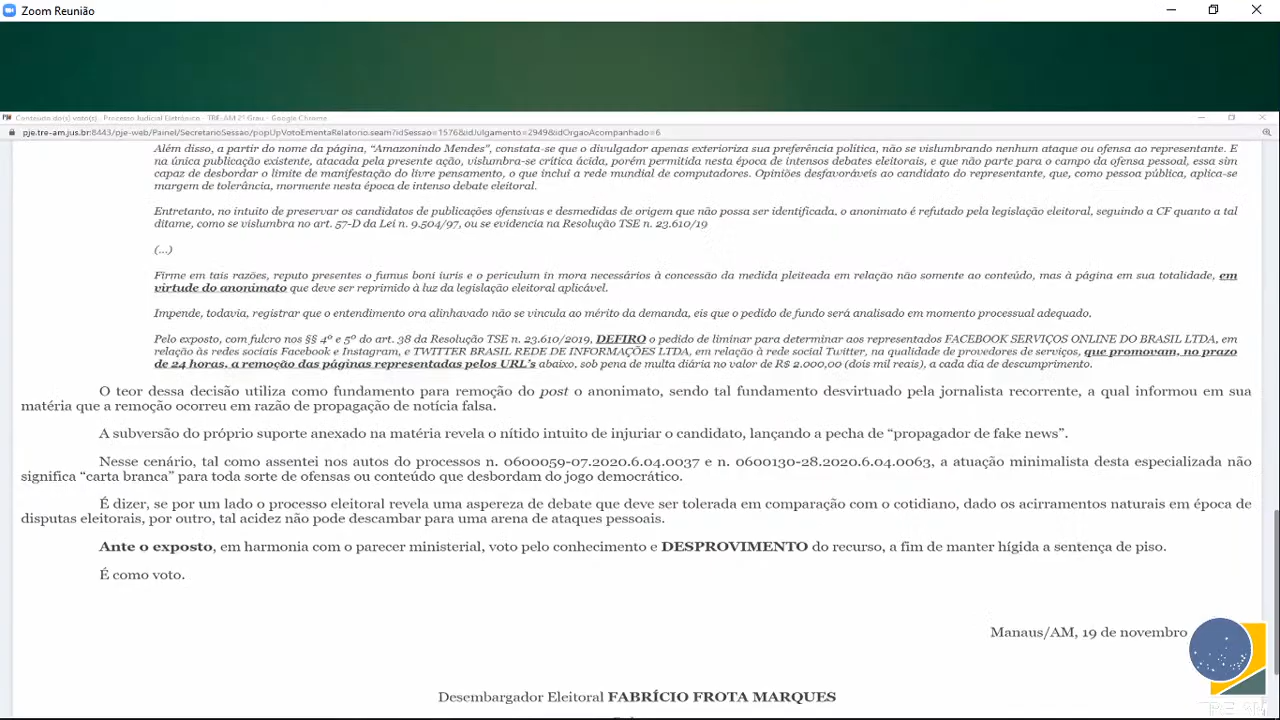 Zoom Reunião
Conteúdo do(s) voto(s) · Processo Judicial Eletrônico - TRE-AM 2º Grau - Google Chrome
pje.tre-am.jus.br:8443/pje-web/Painel/SecretarioSessao/popUpVotoEmentaRelatorio.seam?idSessao=1576&idJulgamento=2949&idOrgaoAcompanhado=6
Além disso, a partir do nome da página, “Amazonindo Mendes”, constata-se que o divulgador apenas exterioriza sua preferência política, não se vislumbrando nenhum ataque ou ofensa ao representante. E
na única publicação existente, atacada pela presente ação, vislumbra-se crítica ácida, porém permitida nesta época de intensos debates eleitorais, e que não parte para o campo da ofensa pessoal, essa sim
capaz de desbordar o limite de manifestação do livre pensamento, o que inclui a rede mundial de computadores. Opiniões desfavoráveis ao candidato do representante, que, como pessoa pública, aplica-se
margem de tolerância, mormente nesta época de intenso debate eleitoral.
Entretanto, no intuito de preservar os candidatos de publicações ofensivas e desmedidas de origem que não possa ser identificada, o anonimato é refutado pela legislação eleitoral, seguindo a CF quanto a tal
ditame, como se vislumbra no art. 57-D da Lei n. 9.504/97, ou se evidencia na Resolução TSE n. 23.610/19
(...)
Firme em tais razões, reputo presentes o fumus boni iuris e o periculum in mora necessários à concessão da medida pleiteada em relação não somente ao conteúdo, mas à página em sua totalidade, em
virtude do anonimato que deve ser reprimido à luz da legislação eleitoral aplicável.
Impende, todavia, registrar que o entendimento ora alinhavado não se vincula ao mérito da demanda, eis que o pedido de fundo será analisado em momento processual adequado.
Pelo exposto, com fulcro nos §§ 4º e 5º do art. 38 da Resolução TSE n. 23.610/2019, DEFIRO o pedido de liminar para determinar aos representados FACEBOOK SERVIÇOS ONLINE DO BRASIL LTDA, em
relação às redes sociais Facebook e Instagram, e TWITTER BRASIL REDE DE INFORMAÇÕES LTDA, em relação à rede social Twitter, na qualidade de provedores de serviços, que promovam, no prazo
de 24 horas, a remoção das páginas representadas pelos URL’s abaixo, sob pena de multa diária no valor de R$ 2.000,00 (dois mil reais), a cada dia de descumprimento.
O teor dessa decisão utiliza como fundamento para remoção do post o anonimato, sendo tal fundamento desvirtuado pela jornalista recorrente, a qual informou em sua
matéria que a remoção ocorreu em razão de propagação de notícia falsa.
A subversão do próprio suporte anexado na matéria revela o nítido intuito de injuriar o candidato, lançando a pecha de “propagador de fake news”.
Nesse cenário, tal como assentei nos autos do processos n. 0600059-07.2020.6.04.0037 e n. 0600130-28.2020.6.04.0063, a atuação minimalista desta especializada não
significa “carta branca” para toda sorte de ofensas ou conteúdo que desbordam do jogo democrático.
É dizer, se por um lado o processo eleitoral revela uma aspereza de debate que deve ser tolerada em comparação com o cotidiano, dado os acirramentos naturais em época de
disputas eleitorais, por outro, tal acidez não pode descambar para uma arena de ataques pessoais.
Ante o exposto, em harmonia com o parecer ministerial, voto pelo conhecimento e DESPROVIMENTO do recurso, a fim de manter hígida a sentença de piso.
É como voto.
Manaus/AM, 19 de novembro
Desembargador Eleitoral FABRÍCIO FROTA MARQUES
TRE-AM